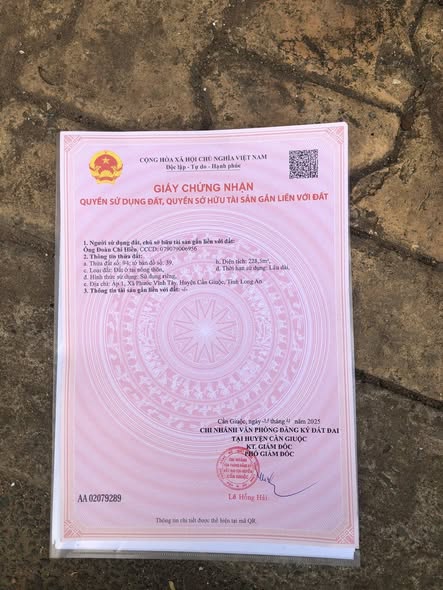 CỘNG HÒA XÃ HỘI CHỦ NGHĨA VIỆT NAM
Độc lập - Tự do - Hạnh phúc
GIẤY CHỨNG NHẬN
QUYỀN SỬ DỤNG ĐẤT, QUYỀN SỞ HỮU TÀI SẢN GẮN LIỀN VỚI ĐẤT
1. Người sử dụng đất, chủ sở hữu tài sản gắn liền với đất:
Ông Đoàn Chí Hiếu, CCCD: 079079006956
2. Thông tin thửa đất:
a. Thửa đất số: 94; tờ bản đồ số: 39, b. Diện tích: 228,3m²,
c. Loại đất: Đất ở tại nông thôn, d. Thời hạn sử dụng: Lâu dài,
đ. Hình thức sử dụng: Sử dụng riêng,
e. Địa chỉ: Ấp 1, Xã Phước Vĩnh Tây, Huyện Cần Giuộc, Tỉnh Long An
3. Thông tin tài sản gắn liền với đất: -/-
Cần Giuộc, ngày tháng năm 2025
CHI NHÁNH VĂN PHÒNG ĐĂNG KÝ ĐẤT ĐAI
TẠI HUYỆN CẦN GIUỘC
KT. GIÁM ĐỐC
PHÓ GIÁM ĐỐC
Lê Hồng Hải
AA 02079289
Thông tin chi tiết được thể hiện tại mã QR.